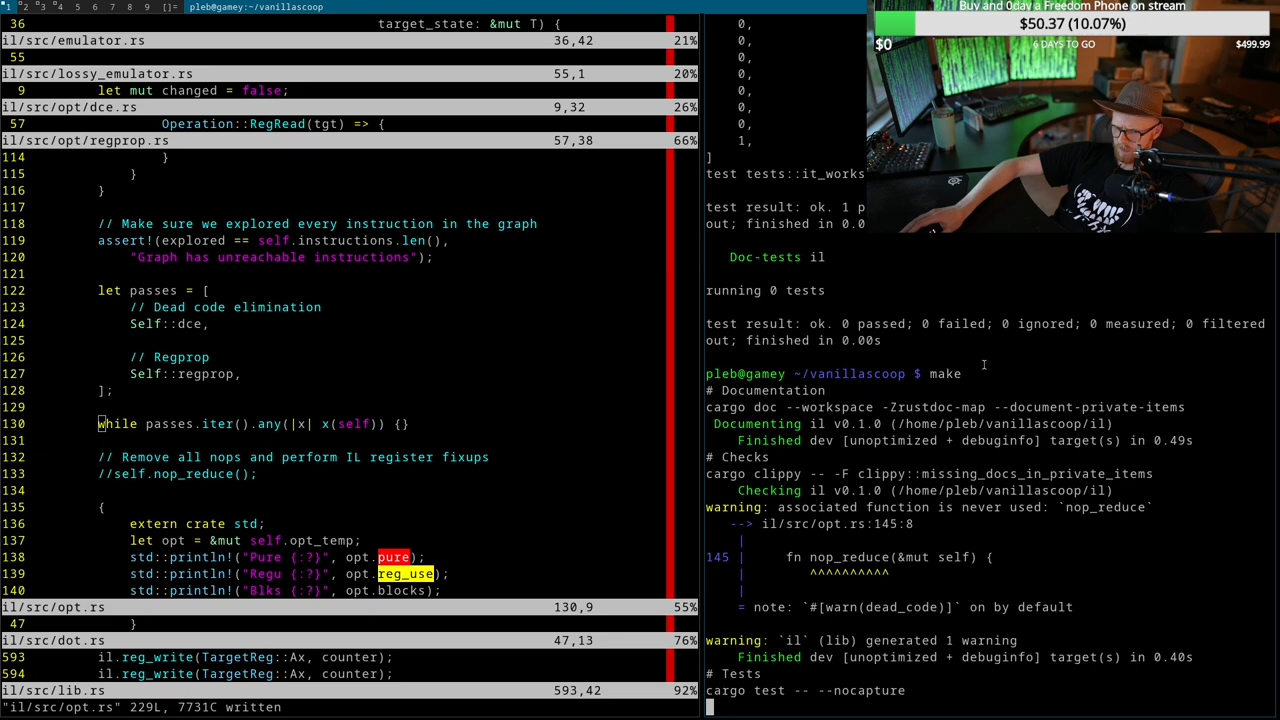 1 2 3 4 5 6 7 8 9 []= pleb@gamey:~/vanillascoop
36 target_state: &mut T) {
il/src/emulator.rs 36,42 21%
55
il/src/lossy_emulator.rs 55,1 20%
9 let mut changed = false;
il/src/opt/dce.rs 9,32 26%
57 Operation::RegRead(tgt) => {
il/src/opt/regprop.rs 57,38 66%
114 }
115 }
116 }
117
118 // Make sure we explored every instruction in the graph
119 assert!(explored == self.instructions.len(),
120 "Graph has unreachable instructions");
121
122 let passes = [
123 // Dead code elimination
124 Self::dce,
125
126 // Regprop
127 Self::regprop,
128 ];
129
130 while passes.iter().any(|x| x(self)) {}
131
132 // Remove all nops and perform IL register fixups
133 //self.nop_reduce();
134
135 {
136 extern crate std;
137 let opt = &mut self.opt_temp;
138 std::println!("Pure {:?}", opt.pure);
139 std::println!("Regu {:?}", opt.reg_use);
140 std::println!("Blks {:?}", opt.blocks);
il/src/opt.rs 130,9 55%
47 }
il/src/dot.rs 47,13 76%
593 il.reg_write(TargetReg::Ax, counter);
594 il.reg_write(TargetReg::Ax, counter);
il/src/lib.rs 593,42 92%
"il/src/opt.rs" 229L, 7731C written
0,
0,
0,
0,
0,
0,
0,
1,
]
test tests::it_works
test result: ok. 1 p
out; finished in 0.0
Doc-tests il
running 0 tests
test result: ok. 0 passed; 0 failed; 0 ignored; 0 measured; 0 filtered
out; finished in 0.00s
pleb@gamey ~/vanillascoop $ make
# Documentation
cargo doc --workspace -Zrustdoc-map --document-private-items
Documenting il v0.1.0 (/home/pleb/vanillascoop/il)
Finished dev [unoptimized + debuginfo] target(s) in 0.49s
# Checks
cargo clippy -- -F clippy::missing_docs_in_private_items
Checking il v0.1.0 (/home/pleb/vanillascoop/il)
warning: associated function is never used: `nop_reduce`
--> il/src/opt.rs:145:8
|
145 | fn nop_reduce(&mut self) {
| ^^^^^^^^^^
|
= note: `#[warn(dead_code)]` on by default
warning: `il` (lib) generated 1 warning
Finished dev [unoptimized + debuginfo] target(s) in 0.40s
# Tests
cargo test -- --nocapture
Buy and 0day a Freedom Phone on stream
$50.37 (10.07%)
$0 6 DAYS TO GO $499.99